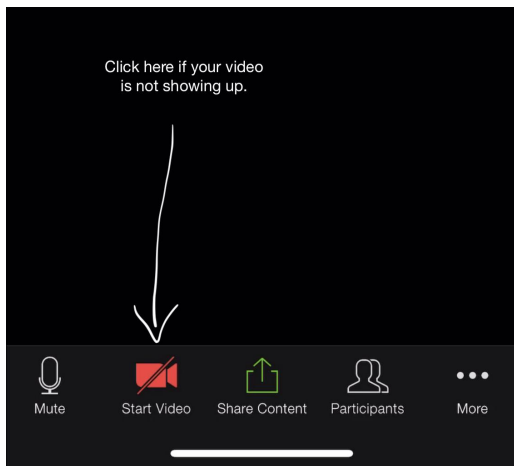 Click here if your video
is not showing up.
Mute
Start Video
Share Content
Participants
More